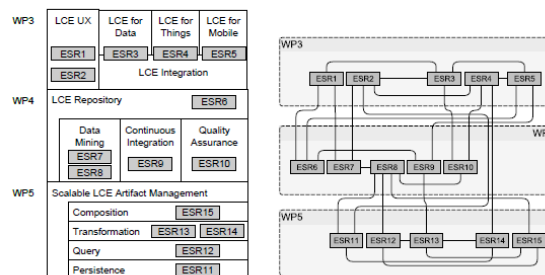 WP3
LCE UX
LCE for Data
LCE for Things
LCE for Mobile
ESR1
ESR3
ESR4
ESR5
ESR2
LCE Integration
WP4
LCE Repository
ESR6
Data Mining
Continuous Integration
Quality Assurance
ESR7
ESR8
ESR9
ESR10
WP5
Scalable LCE Artifact Management
Composition
ESR15
Transformation
ESR13
ESR14
Query
ESR12
Persistence
ESR11
WP3
ESR1
ESR2
ESR3
ESR4
ESR5
WP
ESR6
ESR7
ESR8
ESR9
ESR10
WP5
ESR11
ESR12
ESR13
ESR14
ESR15